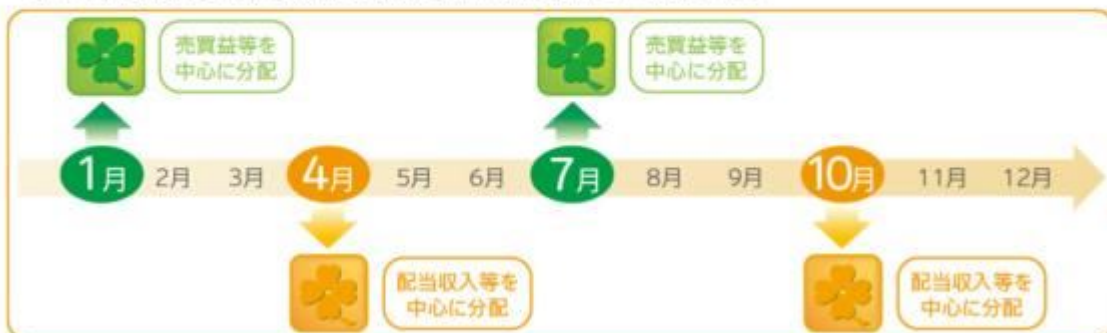 売買益等を
中心に分配
売買益等を
中心に分配
1月 2月 3月 4月 5月 6月 7月 8月 9月 10月 11月 12月
配当収入等を
中心に分配
配当収入等を
中心に分配